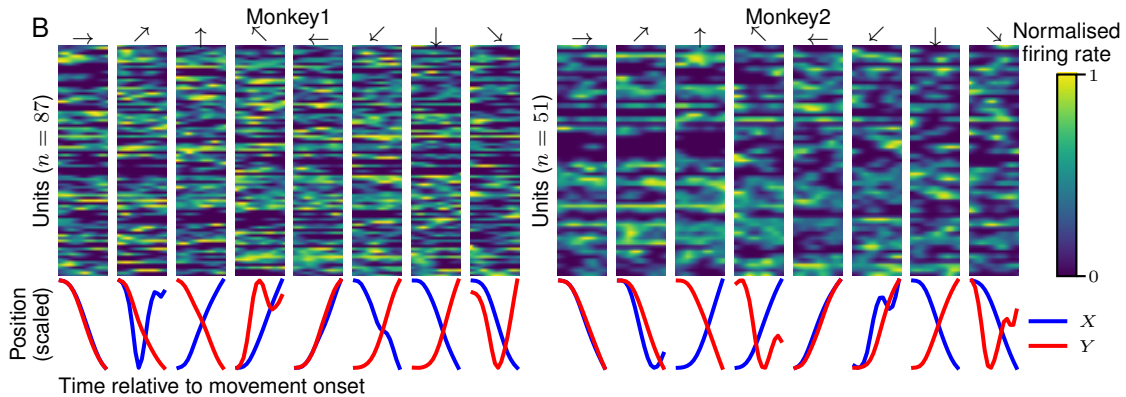 B
Monkey1
Monkey2
→ ↗ ↑ ↖ ← ↙ ↓ ↘
→ ↗ ↑ ↖ ← ↙ ↓ ↘
Normalised
firing rate
Units (n = 87)
Units (n = 51)
1
0
Position
(scaled)
X
Y
Time relative to movement onset